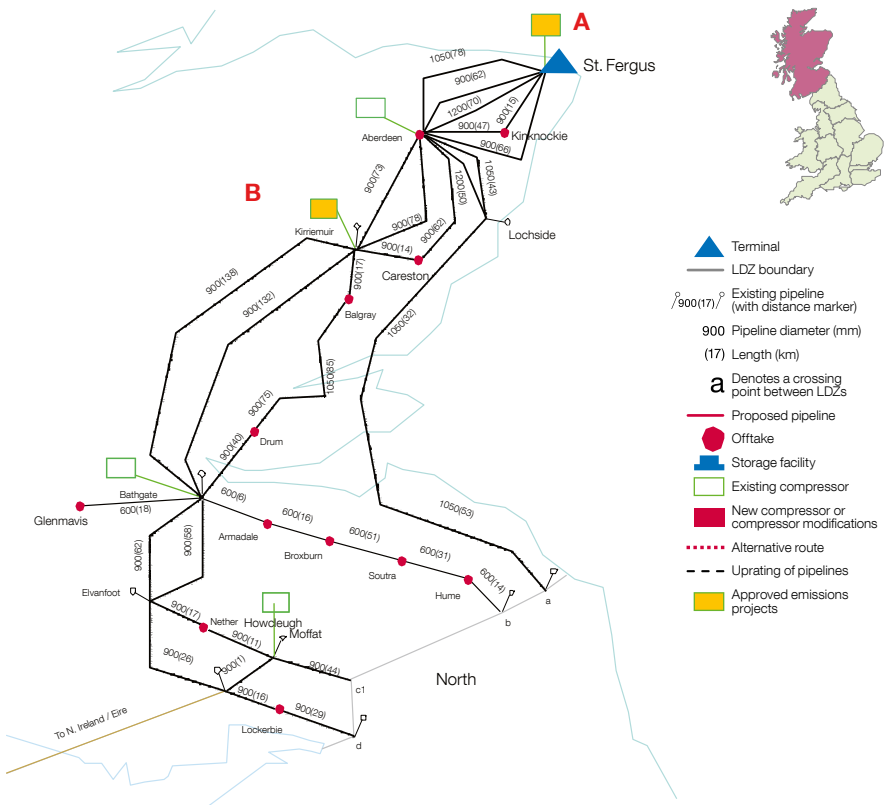 A
1050(78)
900(62)
St. Fergus
1200(70)
900(15)
900(47)
Kinknockie
Aberdeen
900(66)
900(73)
1050(43)
1200(50)
B
900(78)
900(62)
Kirriemuir
Lochside
900(14)
Careston
900(138)
900(17)
900(132)
Balgray
1050(32)
1050(85)
900(75)
Drum
900(40)
Bathgate
600(18)
Glenmavis
600(6)
Armadale
600(16)
Broxburn
600(51)
Soutra
600(31)
Hume
600(14)
1050(53)
a
b
900(62)
900(58)
Elvanfoot
900(17)
Nether
Howcleugh
900(11)
Moffat
900(44)
c1
900(26)
900(1)
900(16)
Lockerbie
900(29)
d
North
To N. Ireland / Eire
Terminal
LDZ boundary
900(17) Existing pipeline
(with distance marker)
900 Pipeline diameter (mm)
(17) Length (km)
a Denotes a crossing
point between LDZs
Proposed pipeline
Offtake
Storage facility
Existing compressor
New compressor or
compressor modifications
Alternative route
Uprating of pipelines
Approved emissions
projects